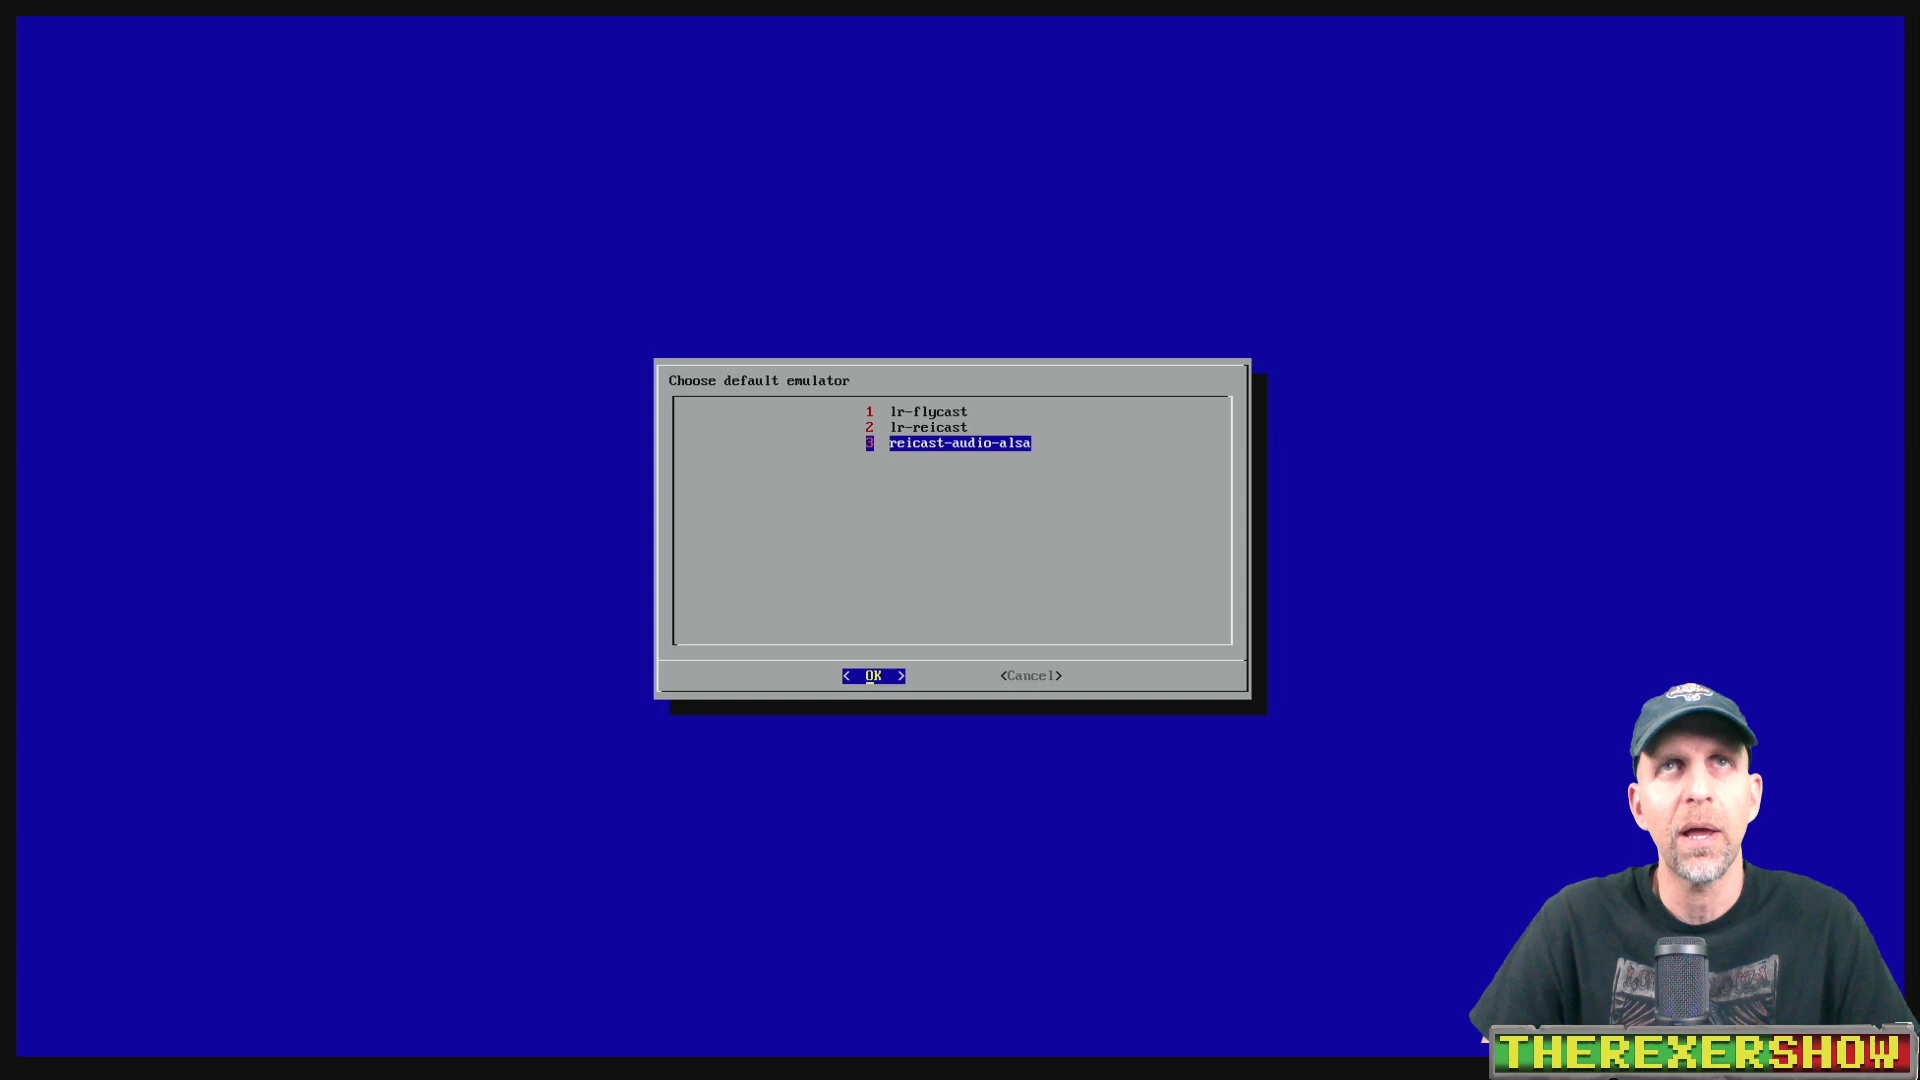 Choose default emulator
1 lr-flycast
2 lr-reicast
3 reicast-audio-alsa
< OK >
<Cancel>
THEREXERSHOW